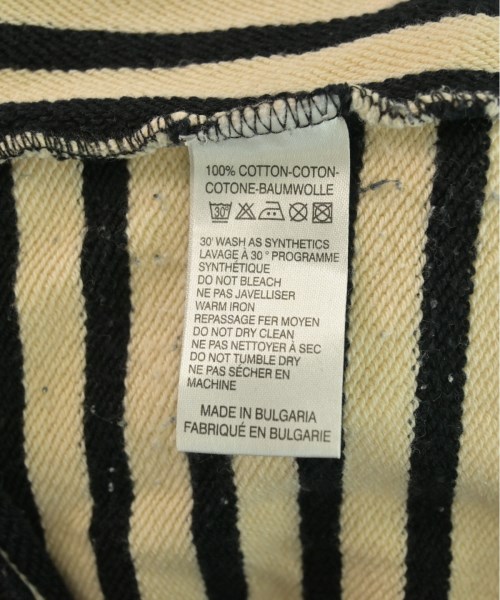 100% COTTON-COTON-
COTONE-BAUMWOLLE
30°
30° WASH AS SYNTHETICS
LAVAGE À 30° PROGRAMME
SYNTHÉTIQUE
DO NOT BLEACH
NE PAS JAVELLISER
WARM IRON
REPASSAGE FER MOYEN
DO NOT DRY CLEAN
NE PAS NETTOYER À SEC
DO NOT TUMBLE DRY
NE PAS SÉCHER EN
MACHINE
MADE IN BULGARIA
FABRIQUÉ EN BULGARIE